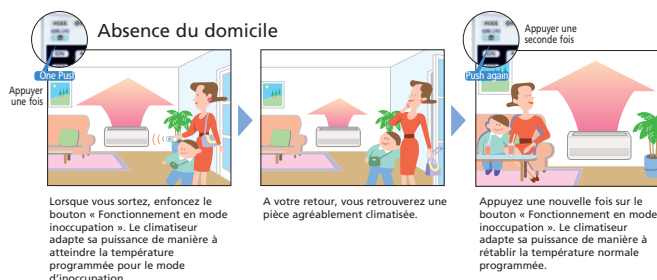 Absence du domicile
One Push
Appuyer
une fois
Appuyer une
seconde fois
Push again
Lorsque vous sortez, enfoncez le
bouton « Fonctionnement en mode
inoccupation ». Le climatiseur
adapte sa puissance de manière à
atteindre la température
programmée pour le mode
d'inoccupation
A votre retour, vous retrouverez une
pièce agréablement climatisée.
Appuyez une nouvelle fois sur le
bouton « Fonctionnement en mode
inoccupation ». Le climatiseur
adapte sa puissance de manière à
rétablir la température normale
programmée.